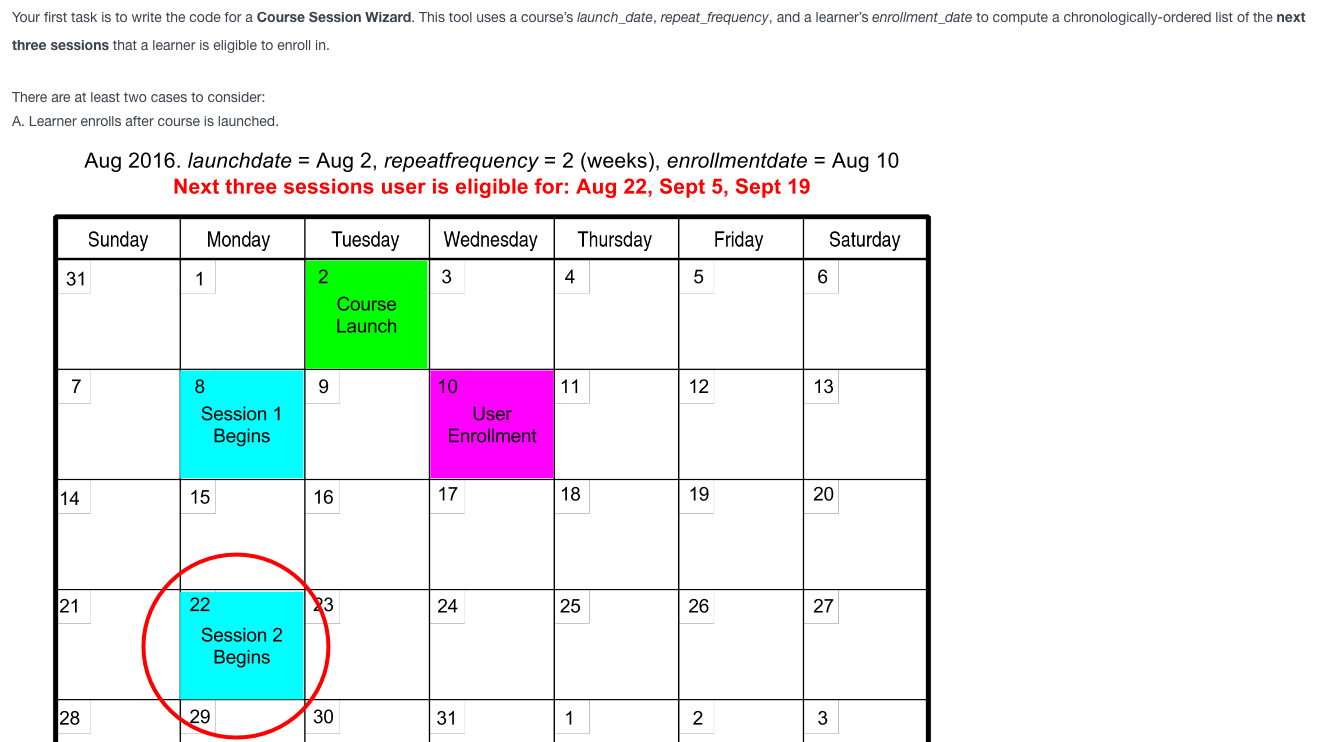 Your first task is to write the code for a Course Session Wizard. This tool uses a course's launch_date, repeat_frequency, and a learner's enrollment_date to compute a chronologically-ordered list of the next
three sessions that a learner is eligible to enroll in.
There are at least two cases to consider:
A. Learner enrolls after course is launched.
Aug 2016. launchdate = Aug 2, repeatfrequency = 2 (weeks), enrollmentdate = Aug 10
Next three sessions user is eligible for: Aug 22, Sept 5, Sept 19
Sunday Monday Tuesday Wednesday Thursday Friday Saturday
31 1 2 3 4 5 6
Course
Launch
7 8 9 10 11 12 13
Session 1 User
Begins Enrollment
14 15 16 17 18 19 20
21 22 23 24 25 26 27
Session 2
Begins
28 29 30 31 1 2 3